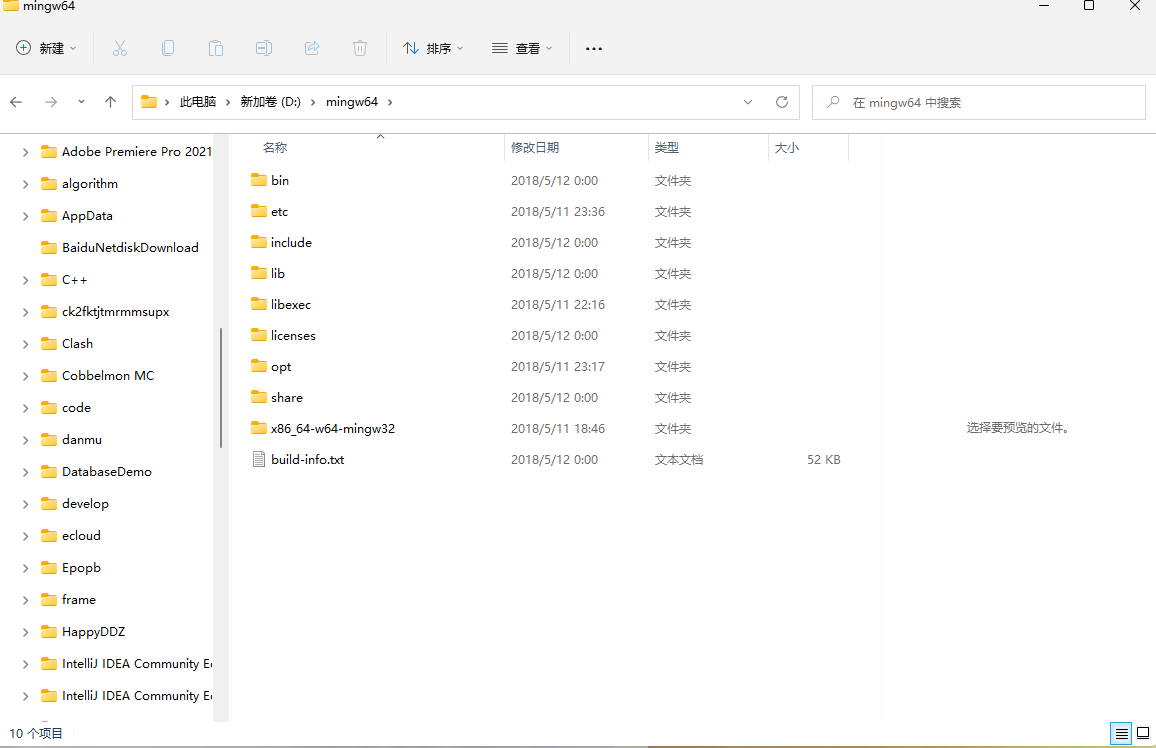 mingw64
新建
排序
查看
此电脑 新加卷 (D:) mingw64
在 mingw64 中搜索
Adobe Premiere Pro 2021
algorithm
AppData
BaiduNetdiskDownload
C++
ck2fktjtmrmmsupx
Clash
Cobbelmon MC
code
danmu
DatabaseDemo
develop
ecloud
Epopb
frame
HappyDDZ
IntelliJ IDEA Community
IntelliJ IDEA Community
名称 修改日期 类型 大小
bin 2018/5/12 0:00 文件夹
etc 2018/5/11 23:36 文件夹
include 2018/5/12 0:00 文件夹
lib 2018/5/12 0:00 文件夹
libexec 2018/5/11 22:16 文件夹
licenses 2018/5/12 0:00 文件夹
opt 2018/5/11 23:17 文件夹
share 2018/5/12 0:00 文件夹
x86_64-w64-mingw32 2018/5/11 18:46 文件夹
build-info.txt 2018/5/12 0:00 文本文档 52 KB
选择要预览的文件。
10 个项目